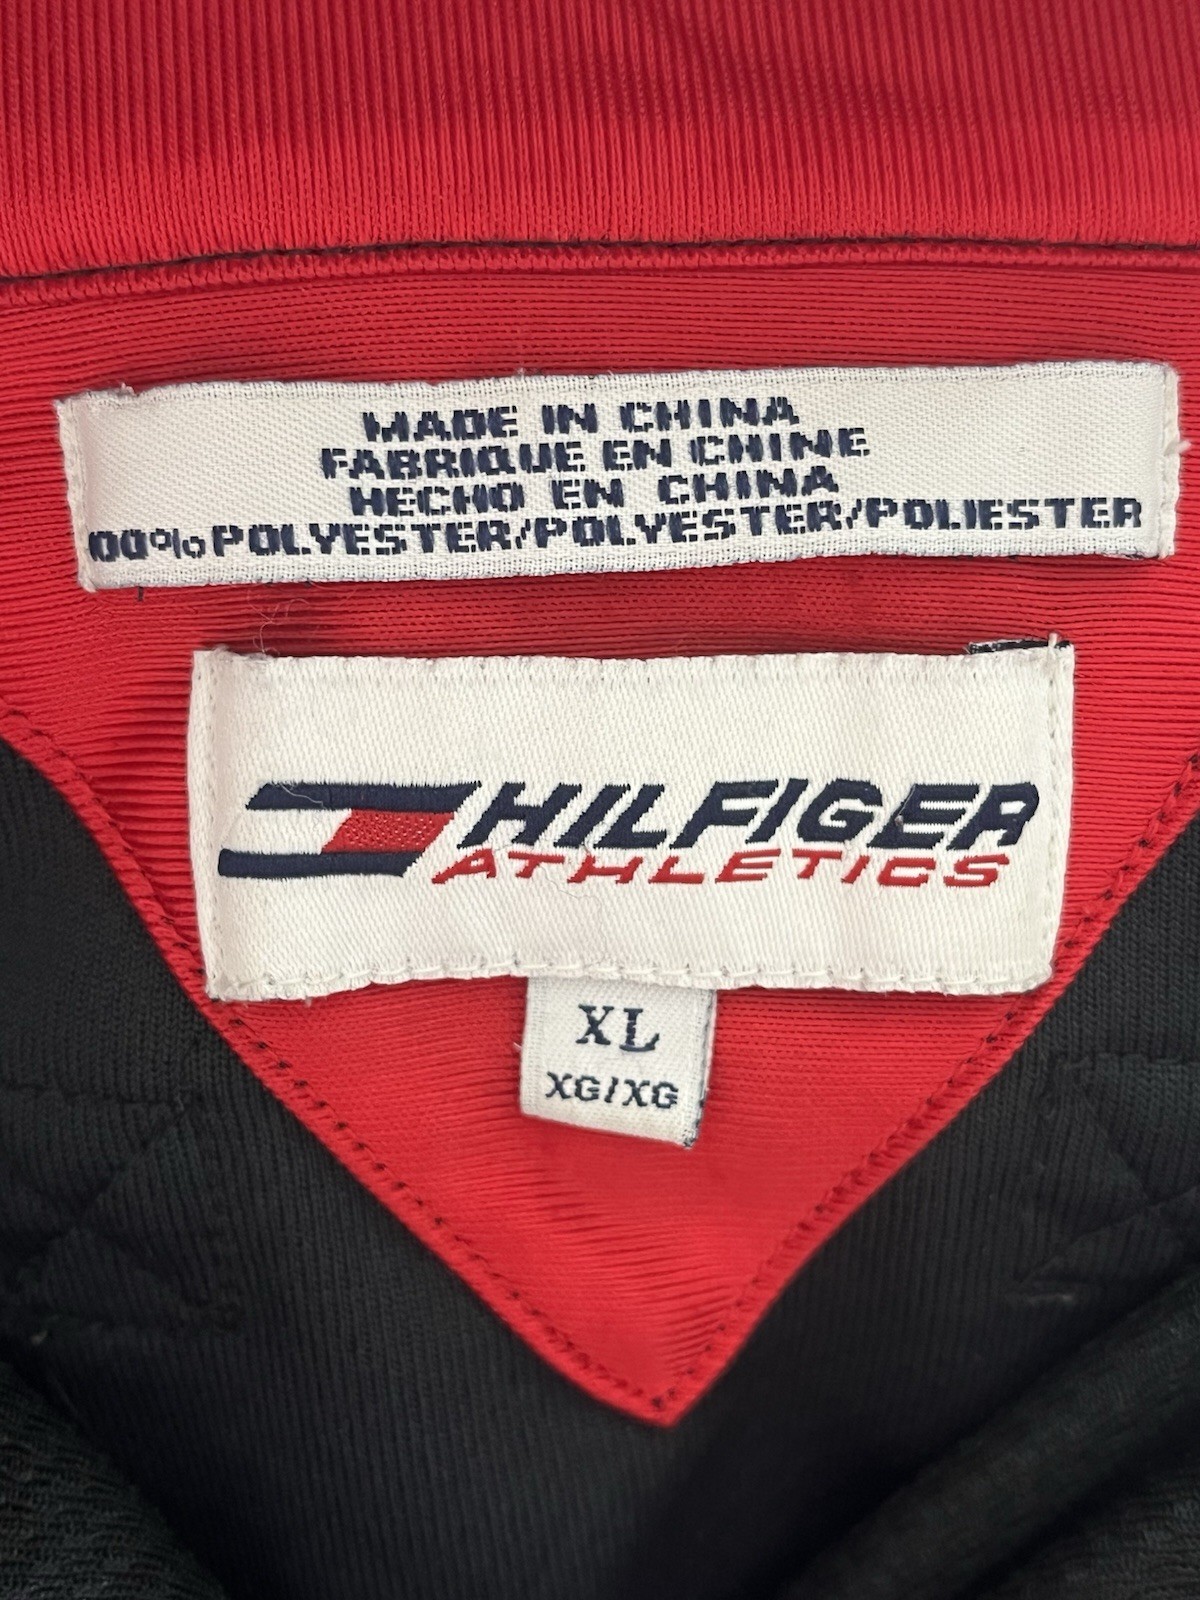 MADE IN CHINA
FABRIQUE EN CHINE
HECHO EN CHINA
00% POLYESTER/POLYESTER/POLIESTER
HILFIGER
ATHLETICS
XL
XG/XG